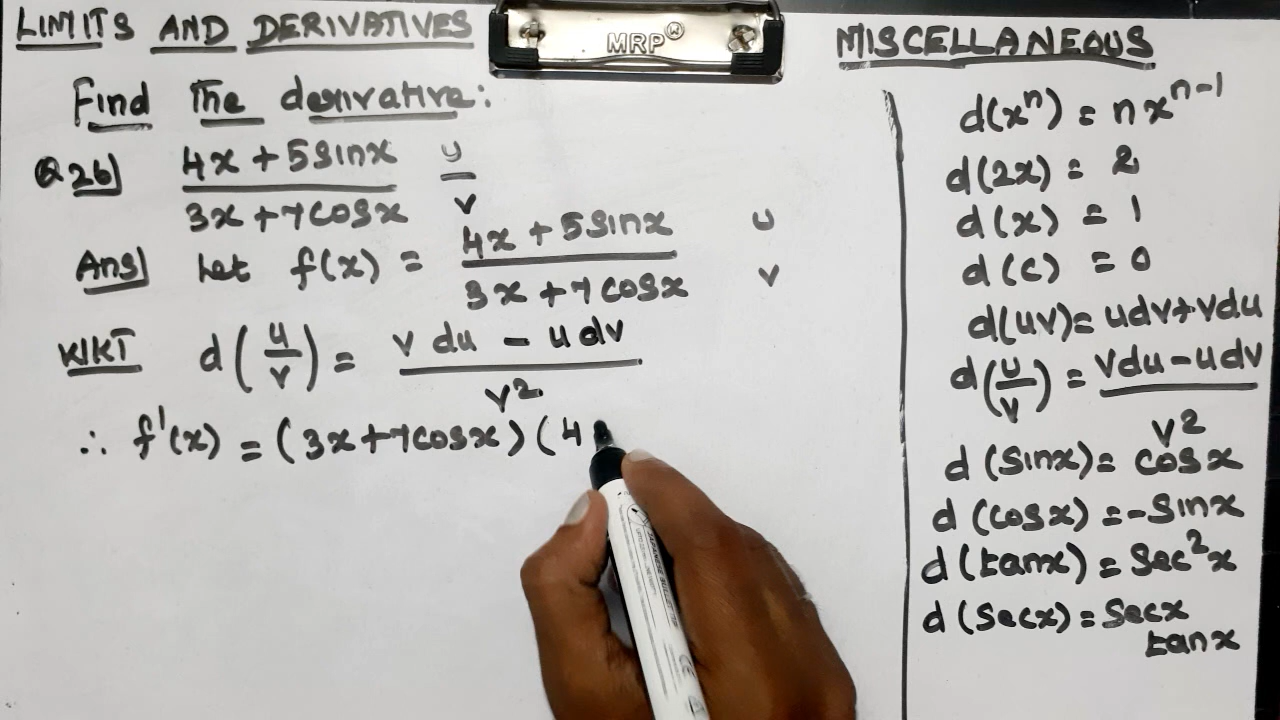 LIMITS AND DERIVATIVES
MRP
MISCELLANEOUS
Find The derivative:
Q26) 4x + 5sinx u
3x + 7cosx v
Ans) Let f(x) = 4x + 5sinx u
3x + 7cosx v
WKT d(u/v) = v du - u dv
v²
∴ f'(x) = (3x+7cosx)(4
d(xⁿ) = nxⁿ⁻¹
d(2x) = 2
d(x) = 1
d(c) = 0
d(uv) = udv+vdu
d(u/v) = vdu-udv
v²
d(sinx) = cosx
d(cosx) = -sinx
d(tanx) = sec²x
d(secx) = secx
tanx